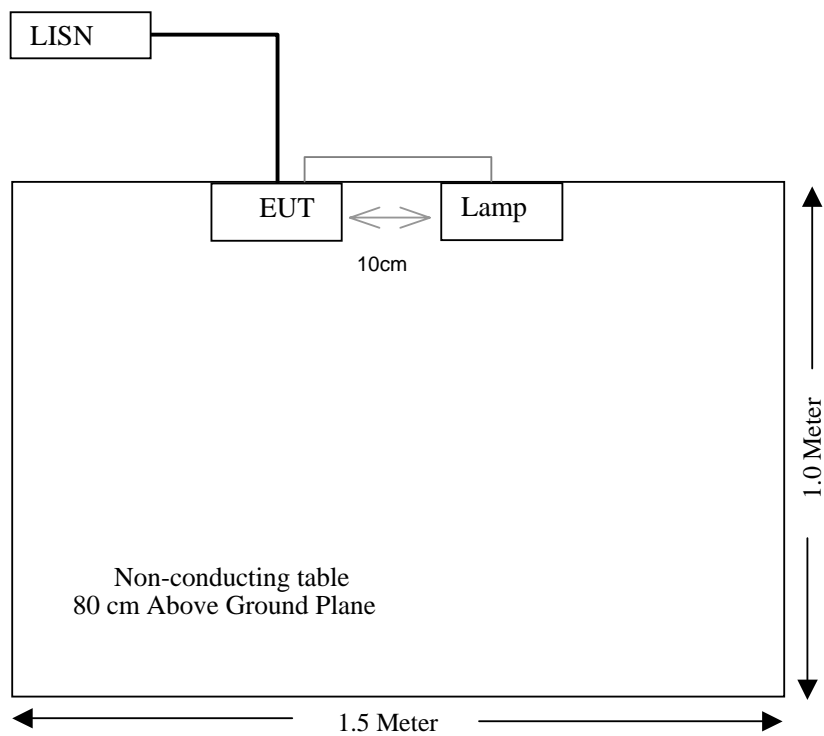 LISN
EUT
Lamp
10cm
1.0 Meter
Non-conducting table
80 cm Above Ground Plane
1.5 Meter